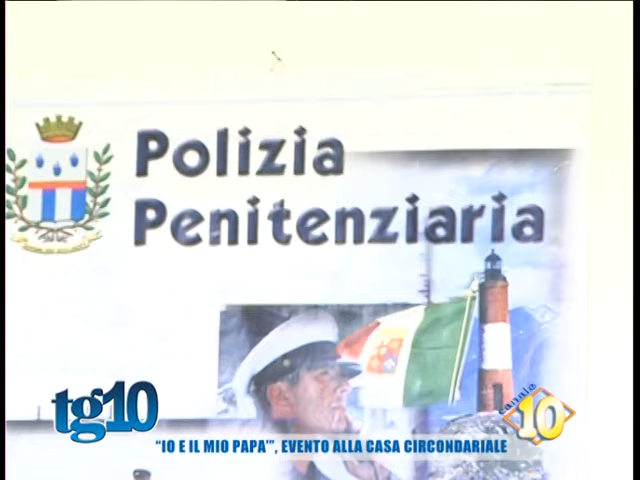 Polizia
Penitenziaria
tg10
canale
10
"IO E IL MIO PAPA'", EVENTO ALLA CASA CIRCONDARIALE